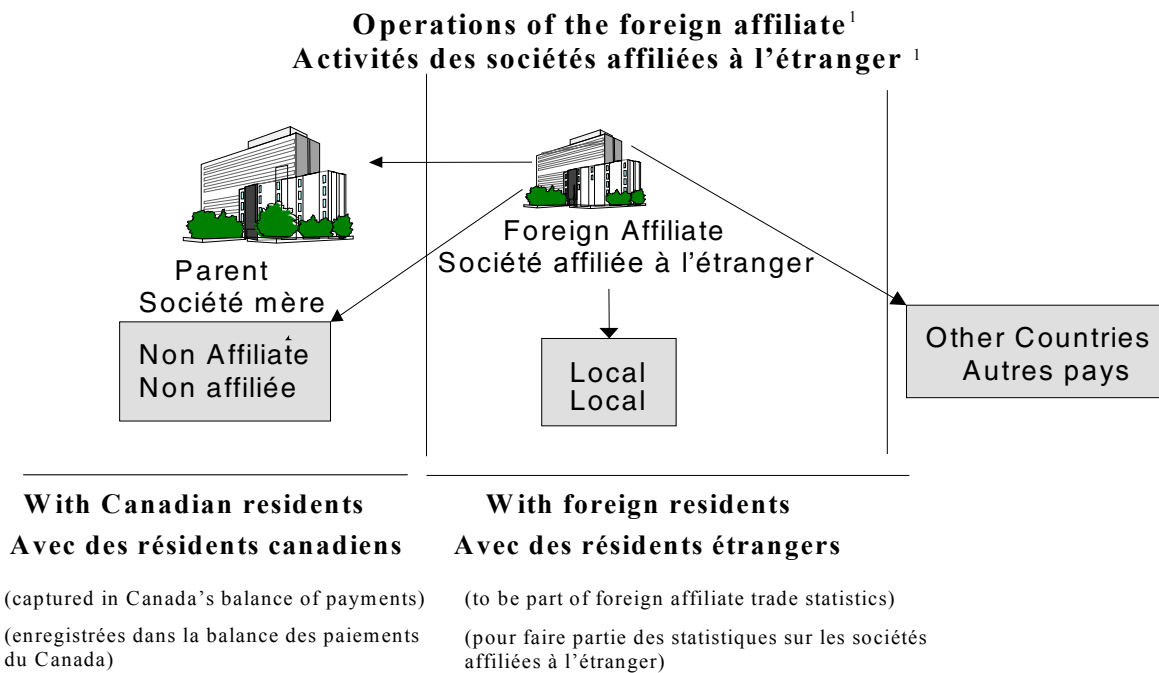 Operations of the foreign affiliate¹
Activités des sociétés affiliées à l’étranger ¹
Parent
Société mère
Foreign Affiliate
Société affiliée à l’étranger
Non Affiliate
Non affiliée
Local
Local
Other Countries
Autres pays
With Canadian residents
Avec des résidents canadiens
(captured in Canada’s balance of payments)
(enregistrées dans la balance des paiements
du Canada)
With foreign residents
Avec des résidents étrangers
(to be part of foreign affiliate trade statistics)
(pour faire partie des statistiques sur les sociétés
affiliées à l’étranger)